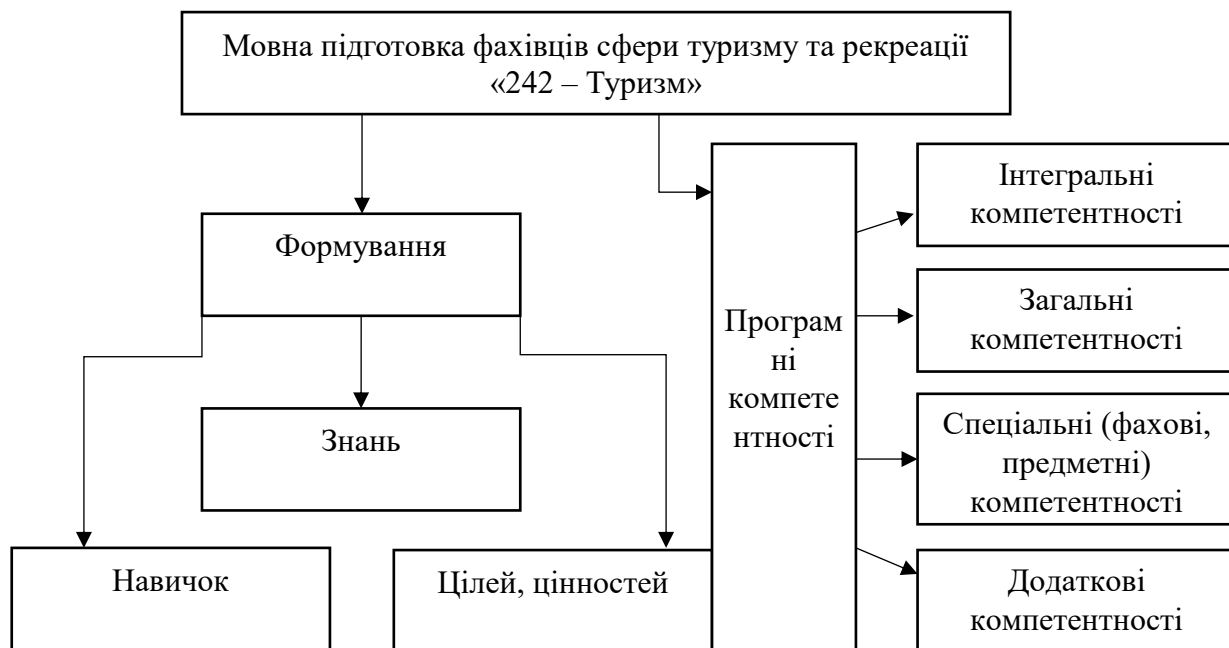 Мовна підготовка фахівців сфери туризму та рекреації
«242 – Туризм»
Формування
Знань
Навичок
Цілей, цінностей
Програм
ні
компете
нтності
Інтегральні
компетентності
Загальні
компетентності
Спеціальні (фахові,
предметні)
компетентності
Додаткові
компетентності